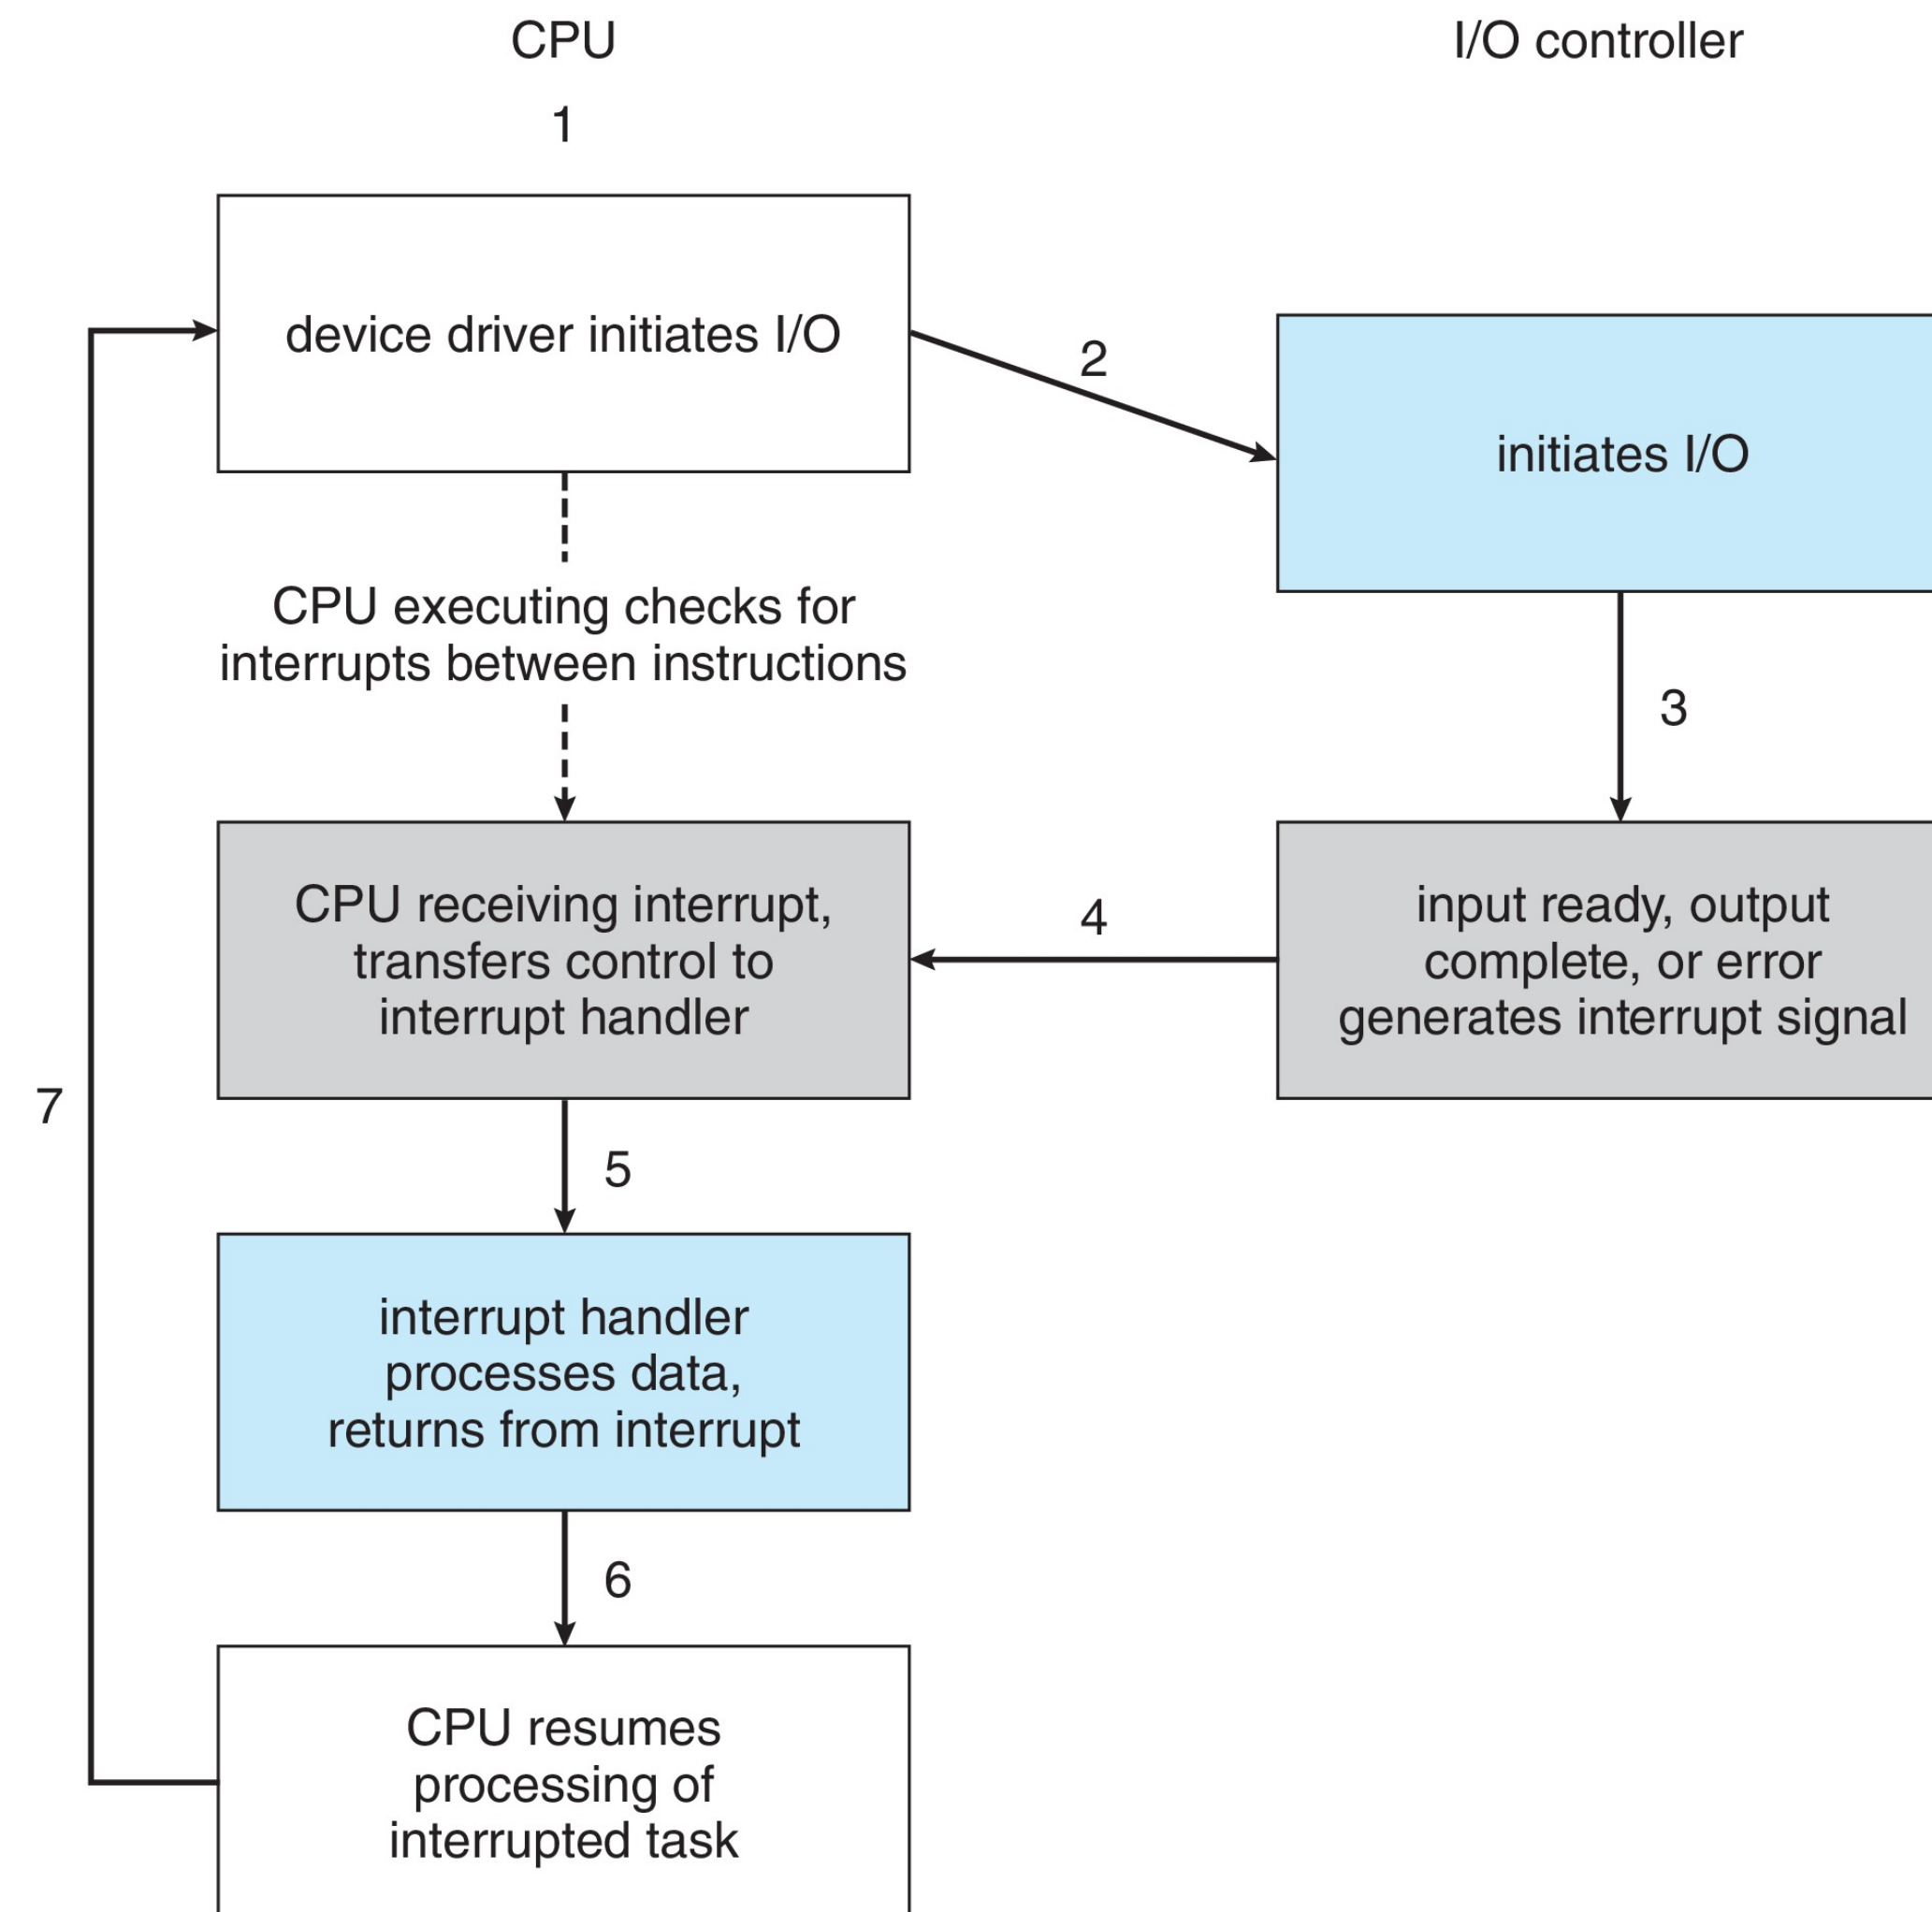 CPU
I/O controller
1
device driver initiates I/O
2
initiates I/O
CPU executing checks for
interrupts between instructions
3
CPU receiving interrupt,
transfers control to
interrupt handler
4
input ready, output
complete, or error
generates interrupt signal
7
5
interrupt handler
processes data,
returns from interrupt
6
CPU resumes
processing of
interrupted task